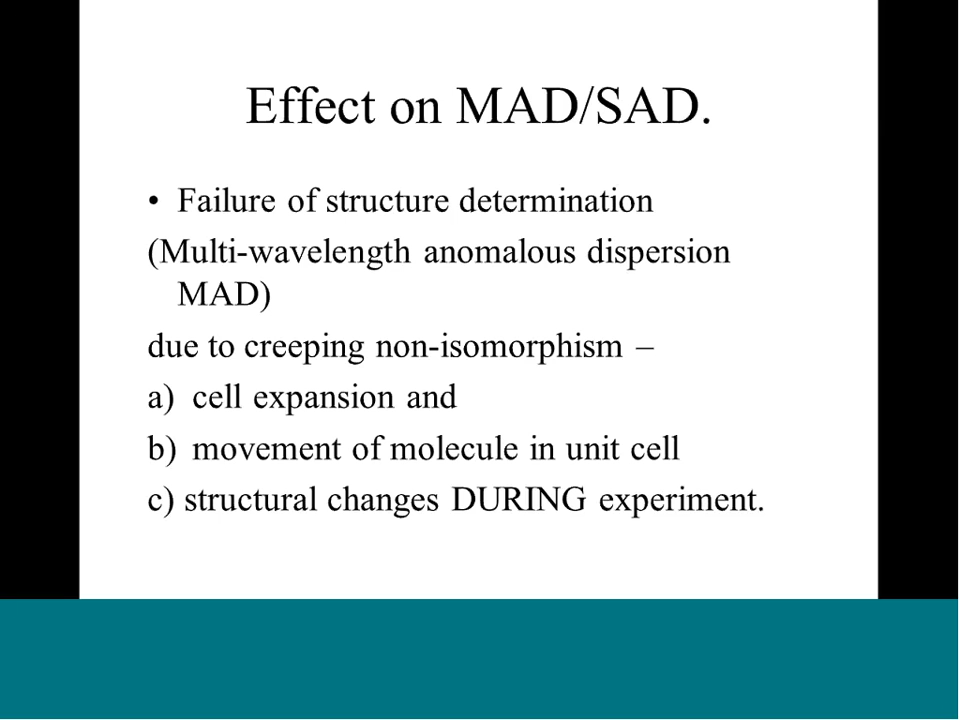 Effect on MAD/SAD.
• Failure of structure determination
(Multi-wavelength anomalous dispersion
MAD)
due to creeping non-isomorphism –
a) cell expansion and
b) movement of molecule in unit cell
c) structural changes DURING experiment.